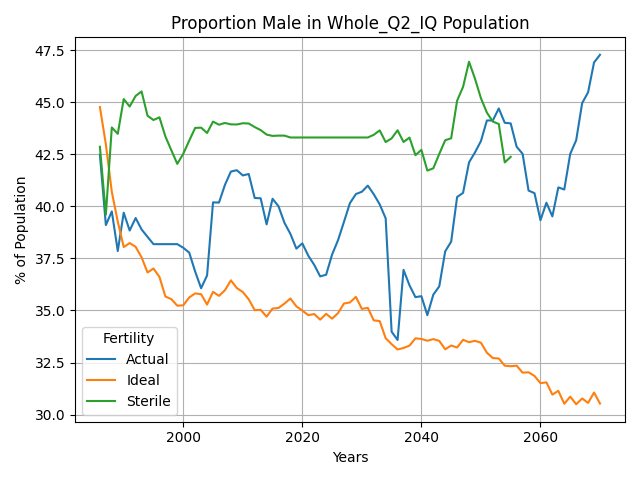 Proportion Male in Whole_Q2_IQ Population
% of Population
47.5
45.0
42.5
40.0
37.5
35.0
32.5
30.0
Fertility
Actual
Ideal
Sterile
2000
2020
2040
2060
Years